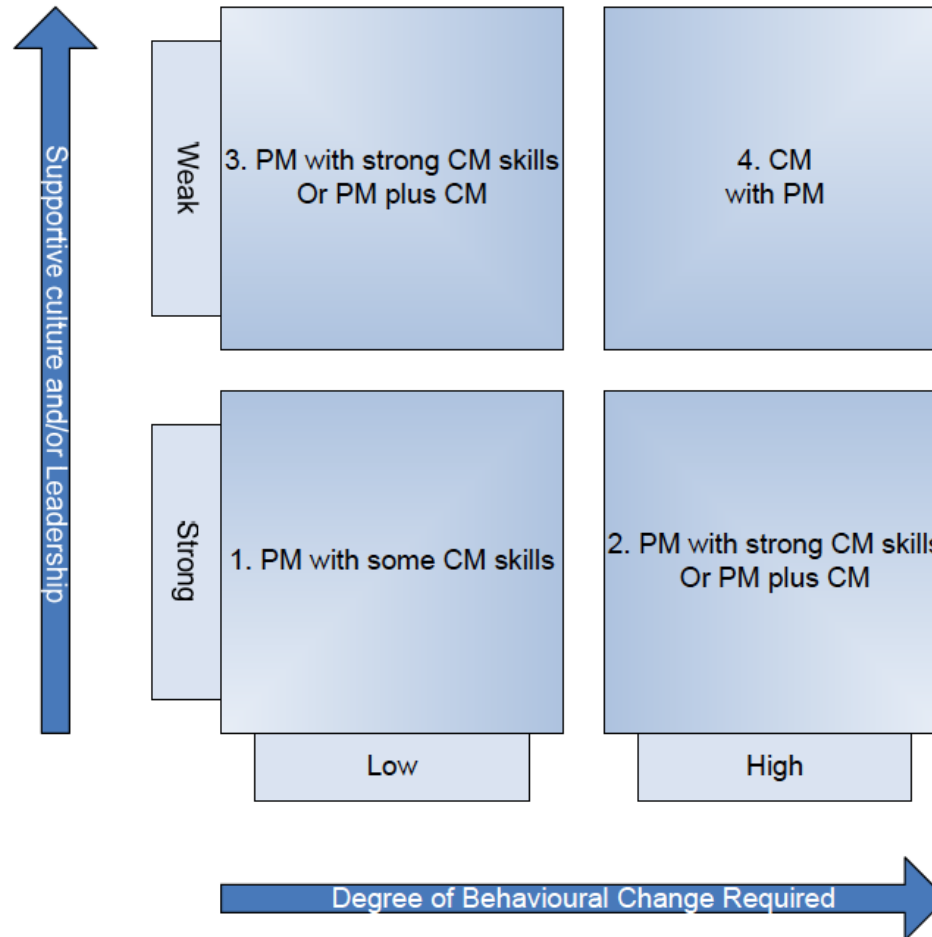 Supportive culture and/or Leadership
Weak
3. PM with strong CM skills
Or PM plus CM
4. CM
with PM
Strong
1. PM with some CM skills
2. PM with strong CM skills
Or PM plus CM
Low
High
Degree of Behavioural Change Required